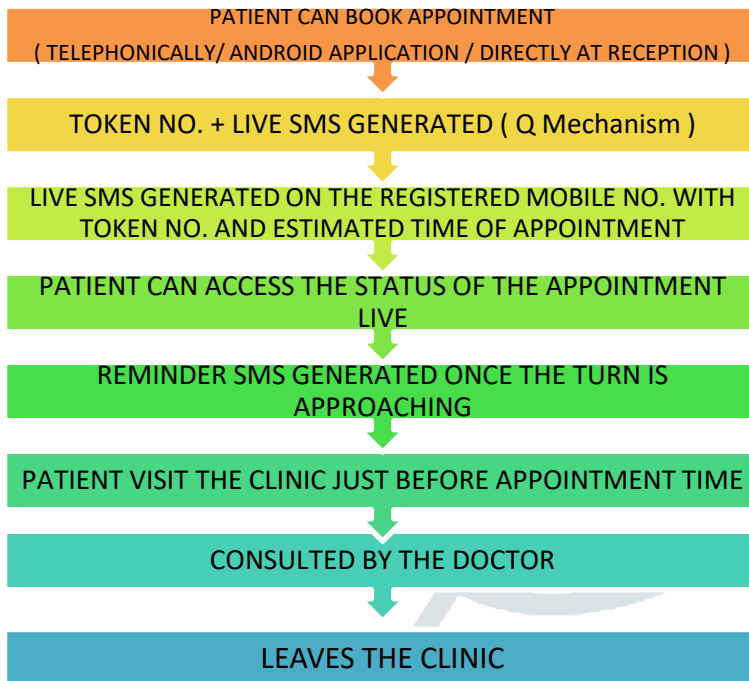 PATIENT CAN BOOK APPOINTMENT
( TELEPHONICALLY/ ANDROID APPLICATION / DIRECTLY AT RECEPTION )
TOKEN NO. + LIVE SMS GENERATED ( Q Mechanism )
LIVE SMS GENERATED ON THE REGISTERED MOBILE NO. WITH
TOKEN NO. AND ESTIMATED TIME OF APPOINTMENT
PATIENT CAN ACCESS THE STATUS OF THE APPOINTMENT
LIVE
REMINDER SMS GENERATED ONCE THE TURN IS
APPROACHING
PATIENT VISIT THE CLINIC JUST BEFORE APPOINTMENT TIME
CONSULTED BY THE DOCTOR
LEAVES THE CLINIC